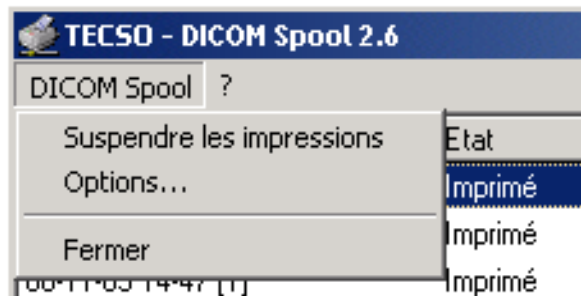 TECSO - DICOM Spool 2.6
DICOM Spool ?
Suspendre les impressions
Etat
Options...
Imprimé
Imprimé
Fermer
Imprimé